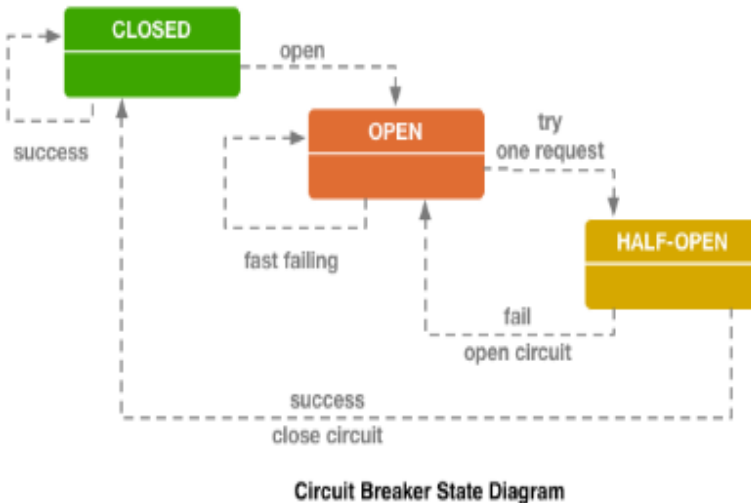 CLOSED
open
success
OPEN
try
one request
fast failing
HALF-OPEN
fail
open circuit
success
close circuit
Circuit Breaker State Diagram